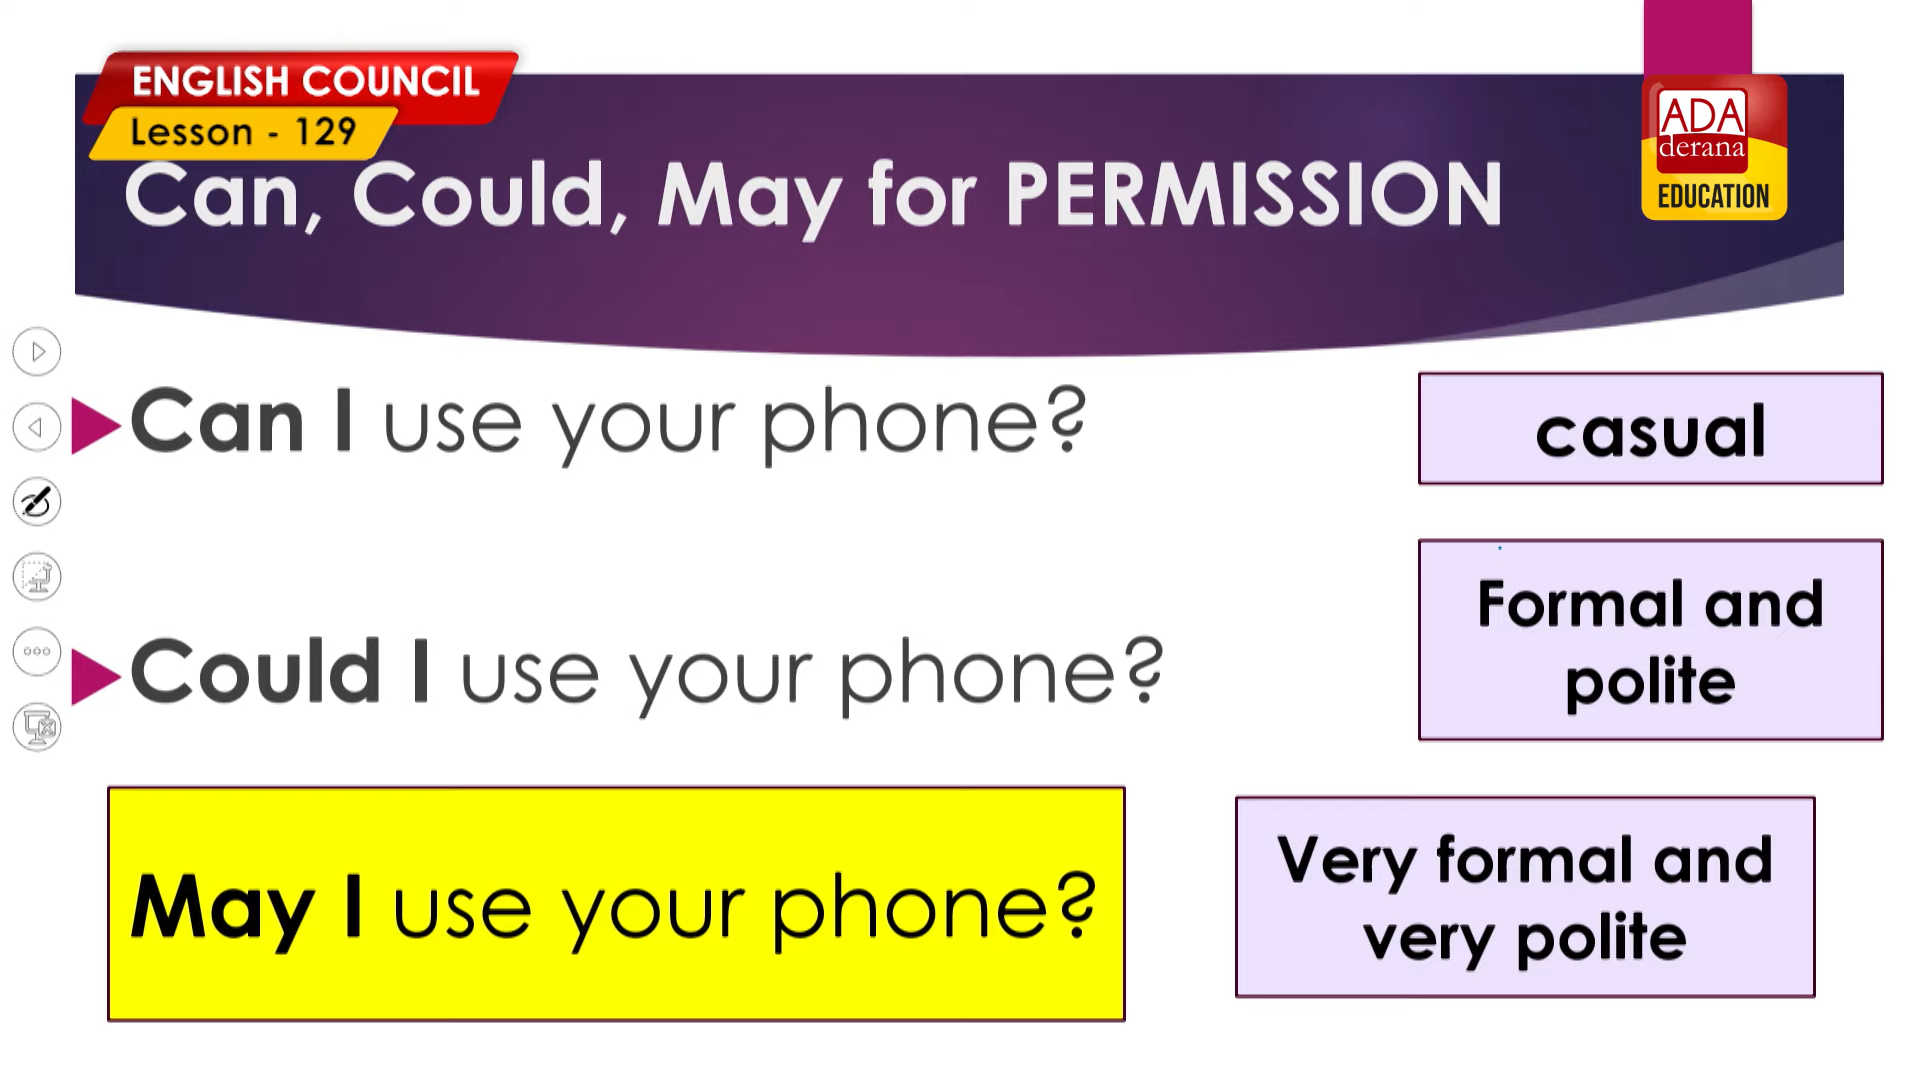 ENGLISH COUNCIL
Lesson - 129
Can, Could, May for PERMISSION
ADA
derana
EDUCATION
Can I use your phone?
casual
Could I use your phone?
Formal and
polite
May I use your phone?
Very formal and
very polite